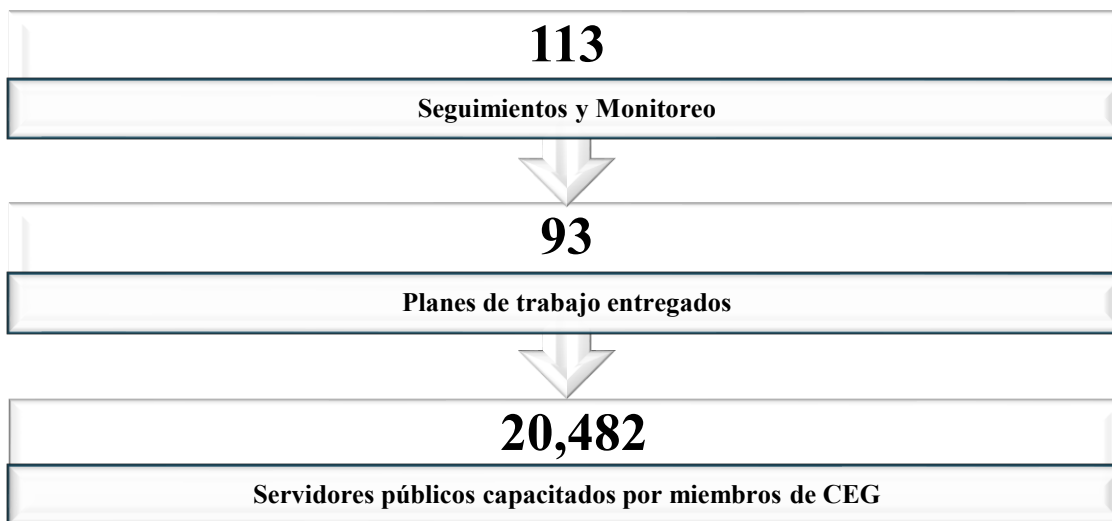 113
Seguimientos y Monitoreo
93
Planes de trabajo entregados
20,482
Servidores públicos capacitados por miembros de CEG